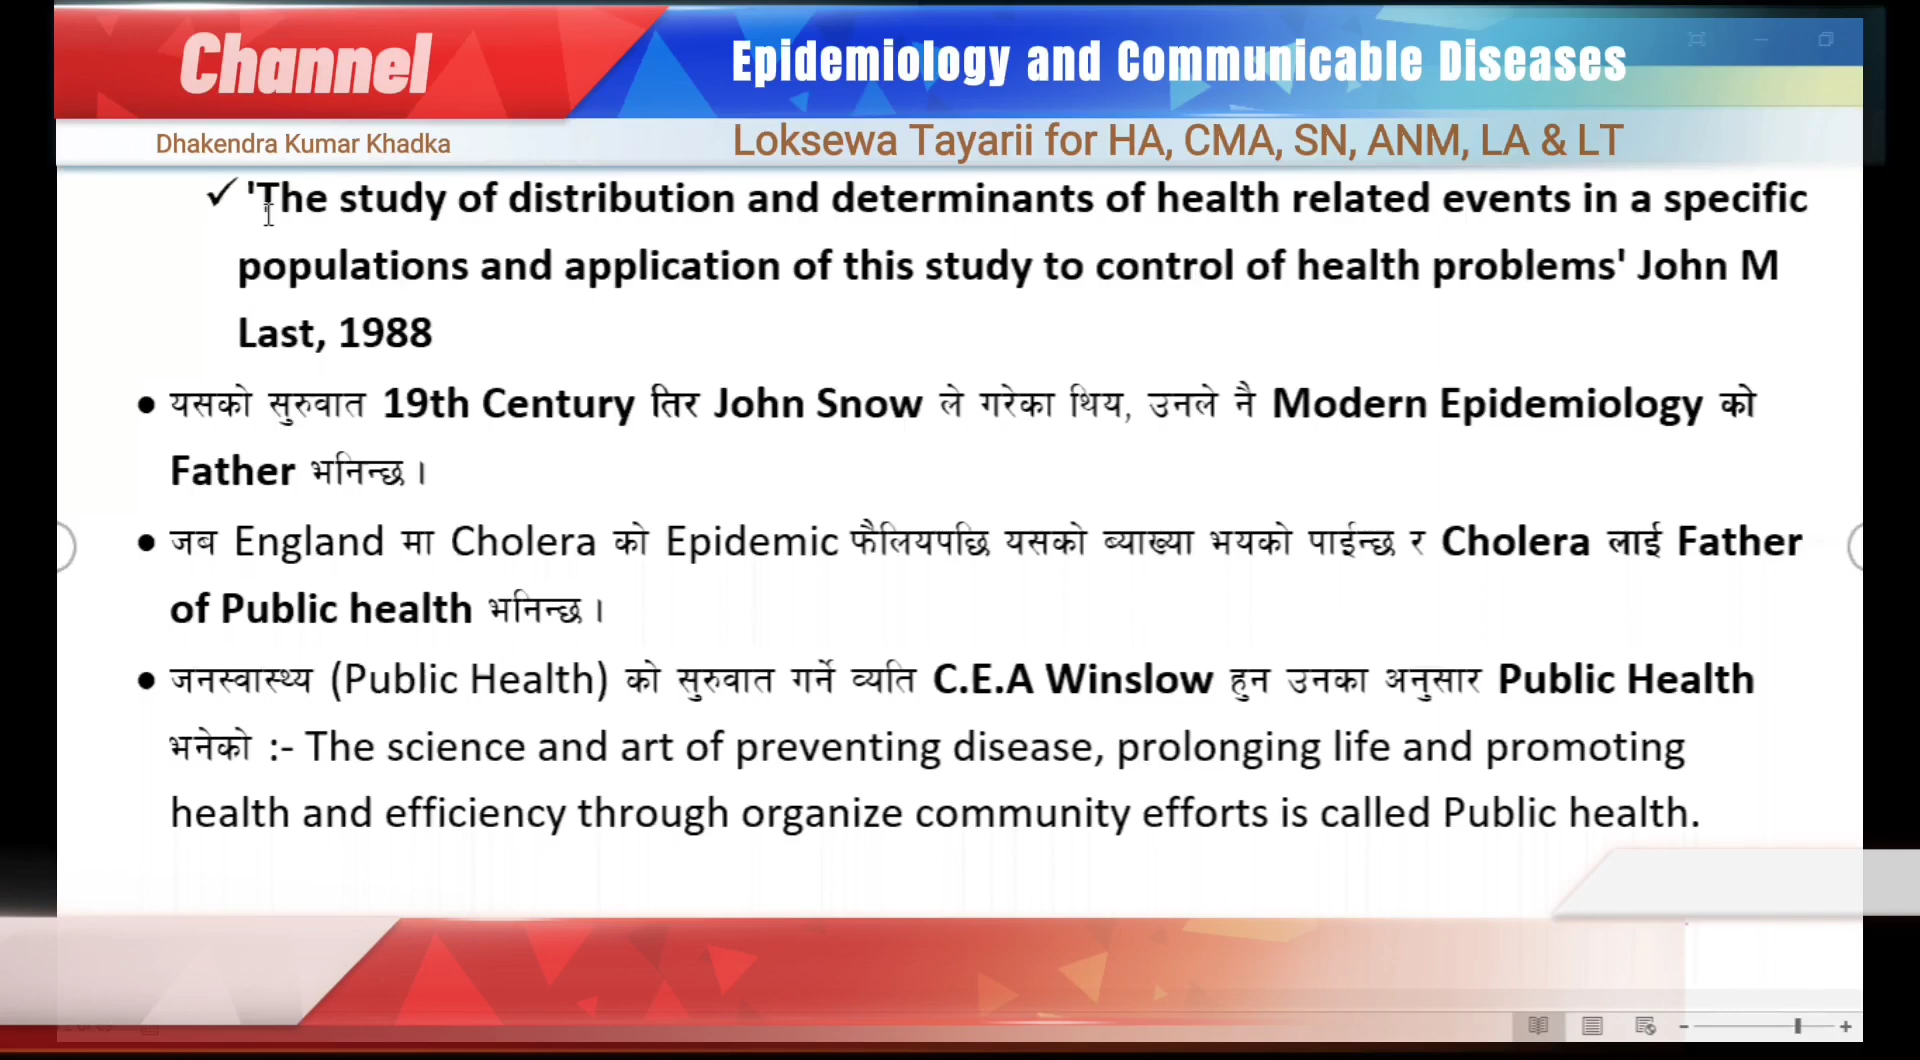 Channel
Epidemiology and Communicable Diseases
Dhakendra Kumar Khadka
Loksewa Tayarii for HA, CMA, SN, ANM, LA & LT
✓ 'The study of distribution and determinants of health related events in a specific
populations and application of this study to control of health problems' John M
Last, 1988
• यसको सुरुवात 19th Century तिर John Snow ले गरेका थिय, उनले नै Modern Epidemiology को
Father भनिन्छ ।
• जब England मा Cholera को Epidemic फैलियपछि यसको ब्याख्या भयको पाईन्छ र Cholera लाई Father
of Public health भनिन्छ ।
• जनस्वास्थ्य (Public Health) को सुरुवात गर्ने व्यति C.E.A Winslow हुन उनका अनुसार Public Health
भनेको :- The science and art of preventing disease, prolonging life and promoting
health and efficiency through organize community efforts is called Public health.